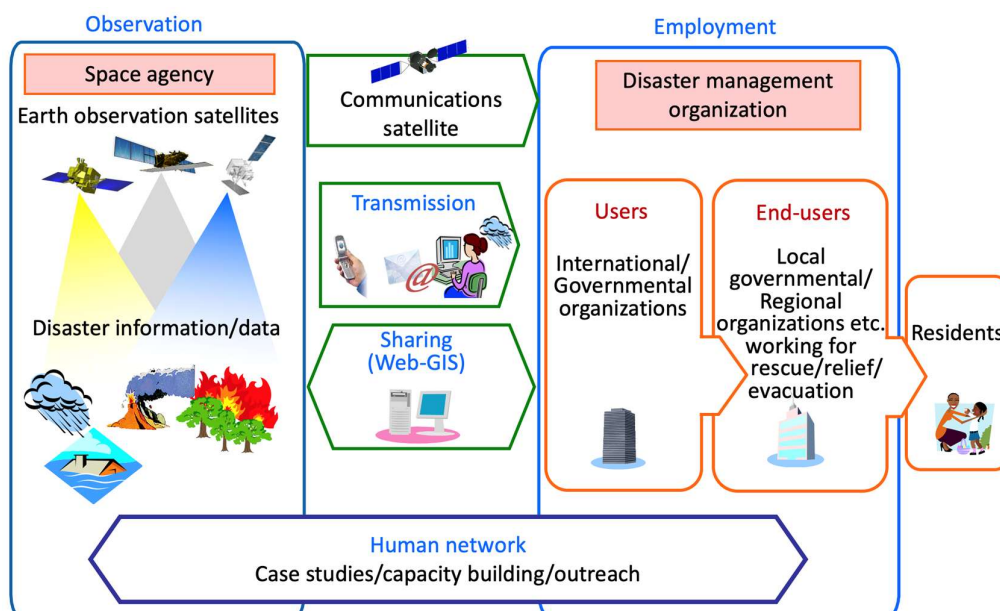 Observation
Space agency
Earth observation satellites
Disaster information/data
Communications
satellite
Transmission
@
Sharing
(Web-GIS)
Employment
Disaster management
organization
Users
International/
Governmental
organizations
End-users
Local
governmental/
Regional
organizations etc.
working for
rescue/relief/
evacuation
Residents
Human network
Case studies/capacity building/outreach